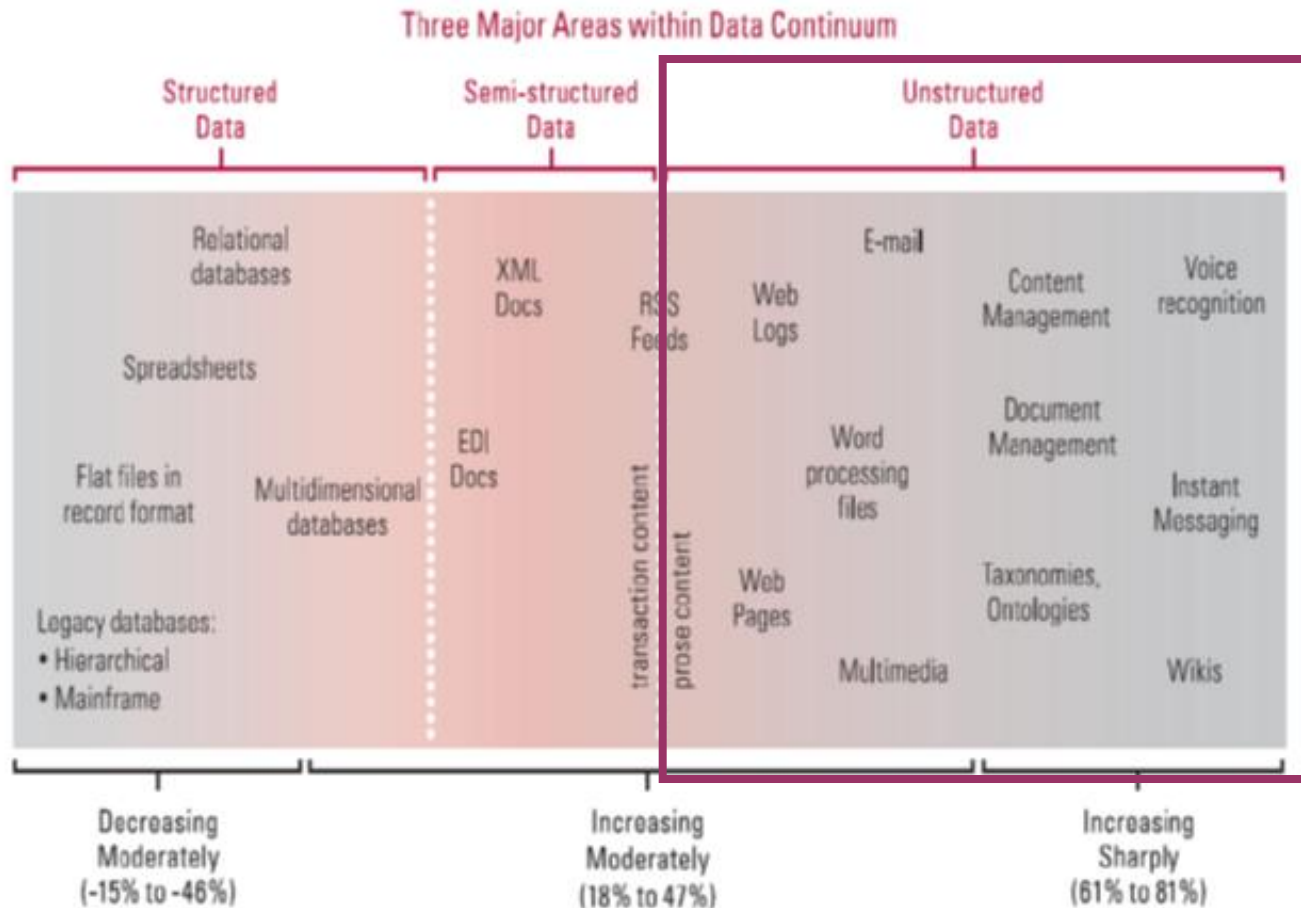 Three Major Areas within Data Continuum
Structured
Data
Semi-structured
Data
Unstructured
Data
Relational
databases
Spreadsheets
Flat files in
record format
Multidimensional
databases
Legacy databases:
• Hierarchical
• Mainframe
XML
Docs
EDI
Docs
RSS
Feeds
transaction content
prose content
Web
Logs
E-mail
Word
processing
files
Web
Pages
Multimedia
Content
Management
Document
Management
Taxonomies,
Ontologies
Voice
recognition
Instant
Messaging
Wikis
Decreasing
Moderately
(-15% to -46%)
Increasing
Moderately
(18% to 47%)
Increasing
Sharply
(61% to 81%)